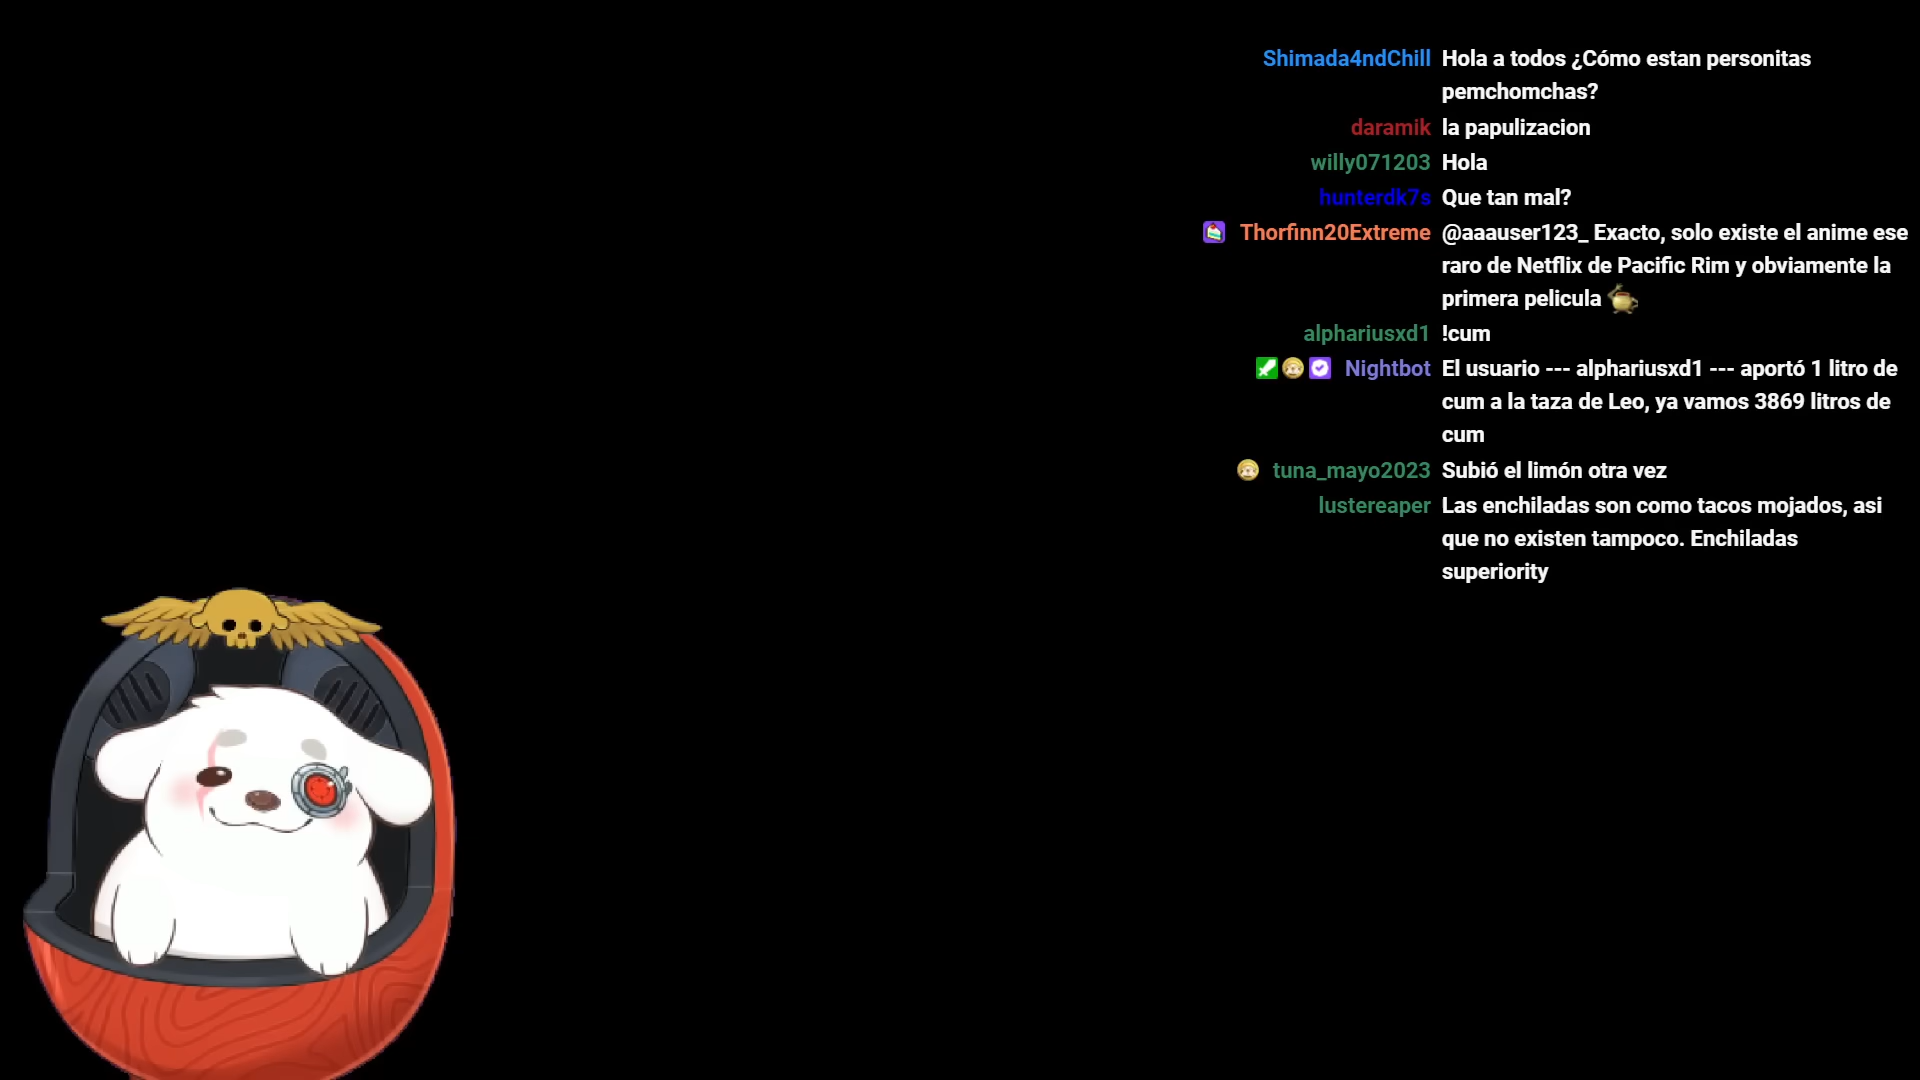 Shimada4ndChill Hola a todos ¿Cómo estan personitas
pemchomchas?
daramik la papulizacion
willy071203 Hola
hunterdk7s Que tan mal?
Thorfinn20Extreme @aaauser123_ Exacto, solo existe el anime ese
raro de Netflix de Pacific Rim y obviamente la
primera pelicula
alphariusxd1 !cum
Nightbot El usuario --- alphariusxd1 --- aportó 1 litro de
cum a la taza de Leo, ya vamos 3869 litros de
cum
tuna_mayo2023 Subió el limón otra vez
lustereaper Las enchiladas son como tacos mojados, asi
que no existen tampoco. Enchiladas
superiority